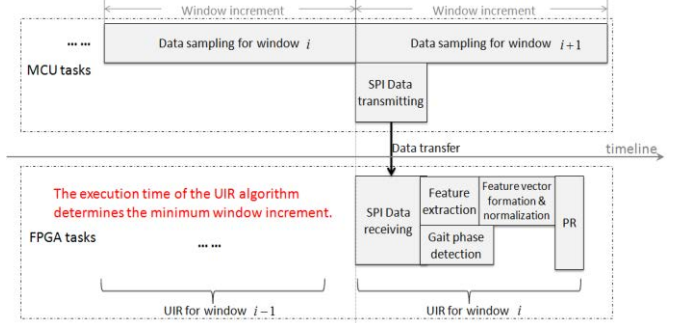 Window increment Window increment
... ... Data sampling for window i Data sampling for window i+1
MCU tasks
SPI Data
transmitting
Data transfer
timeline
The execution time of the UIR algorithm
determines the minimum window increment.
FPGA tasks
... ...
SPI Data
receiving
Feature
extraction
Feature vector
formation &
normalization
Gait phase
detection
PR
UIR for window i−1 UIR for window i